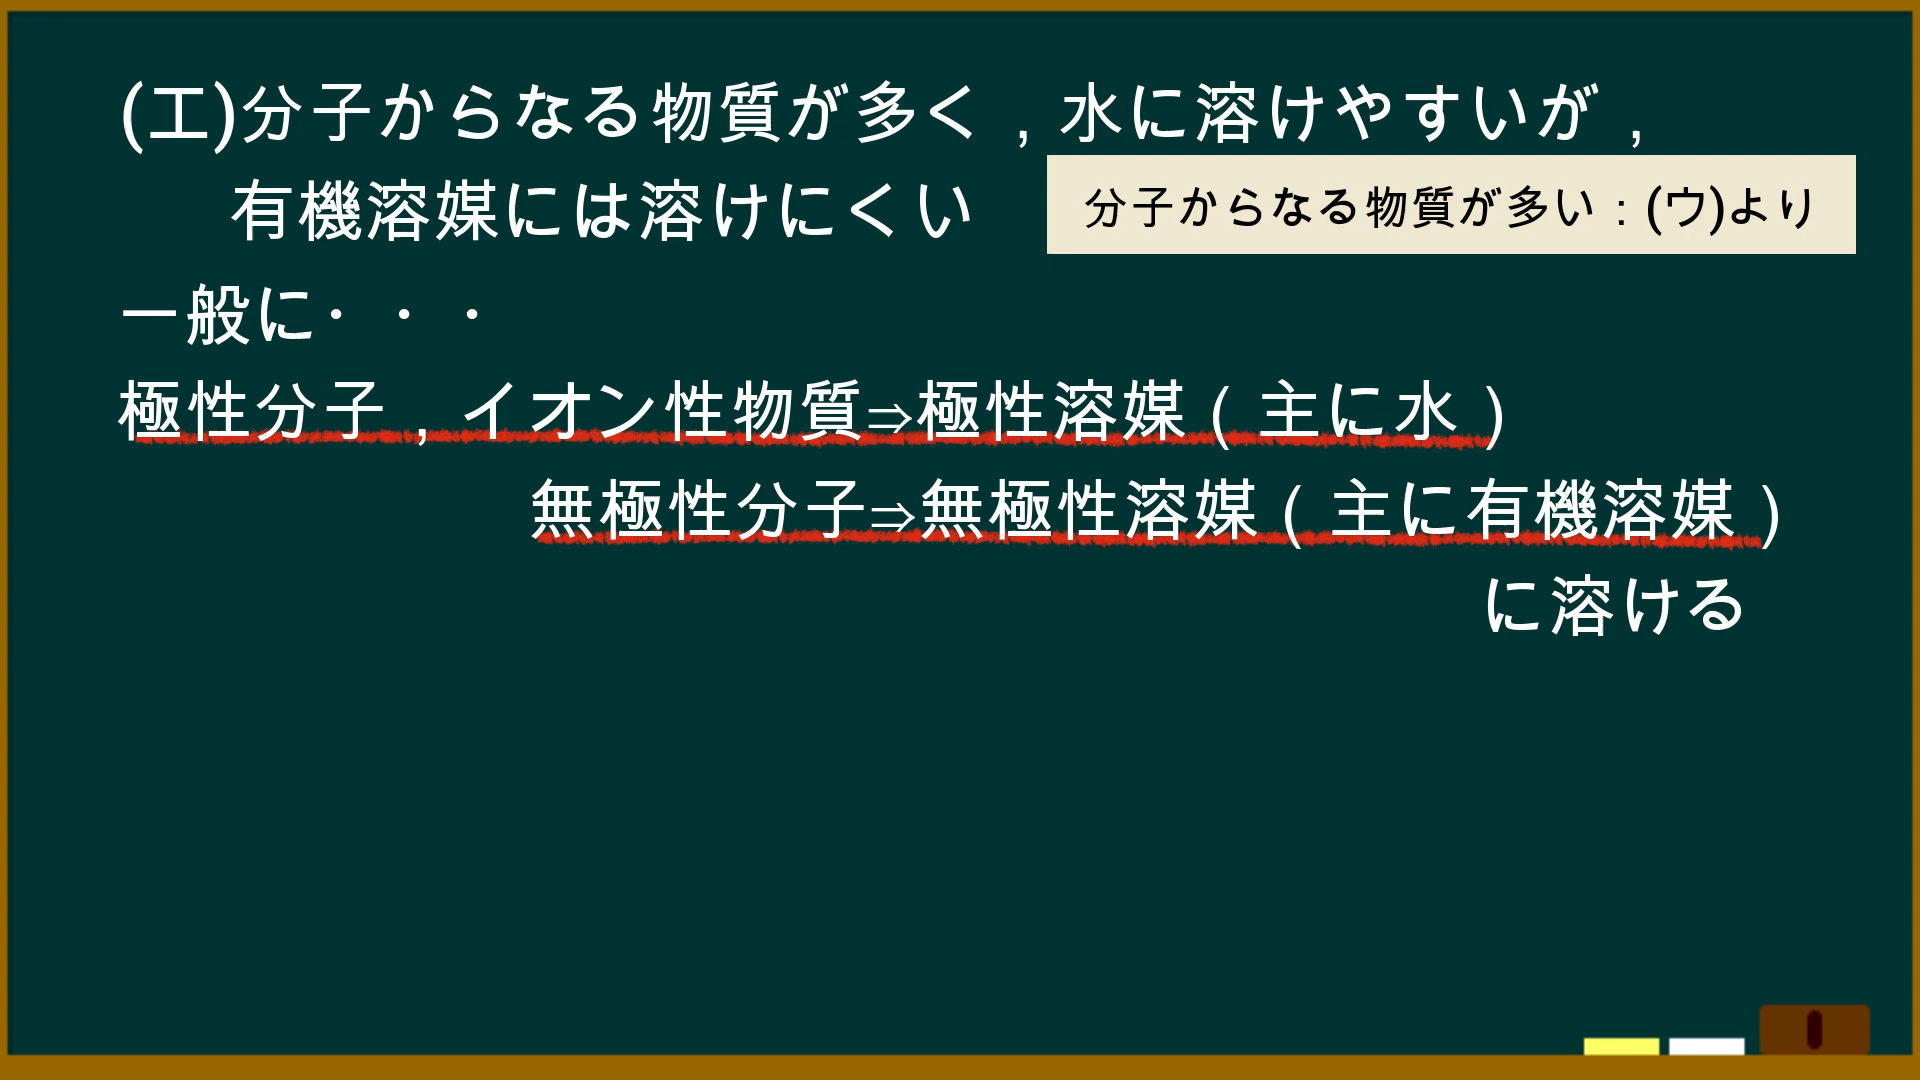 (エ)分子からなる物質が多く,水に溶けやすいが,
有機溶媒には溶けにくい
分子からなる物質が多い:(ウ)より
一般に・・・
極性分子,イオン性物質⇒極性溶媒(主に水)
無極性分子⇒無極性溶媒(主に有機溶媒)
に溶ける